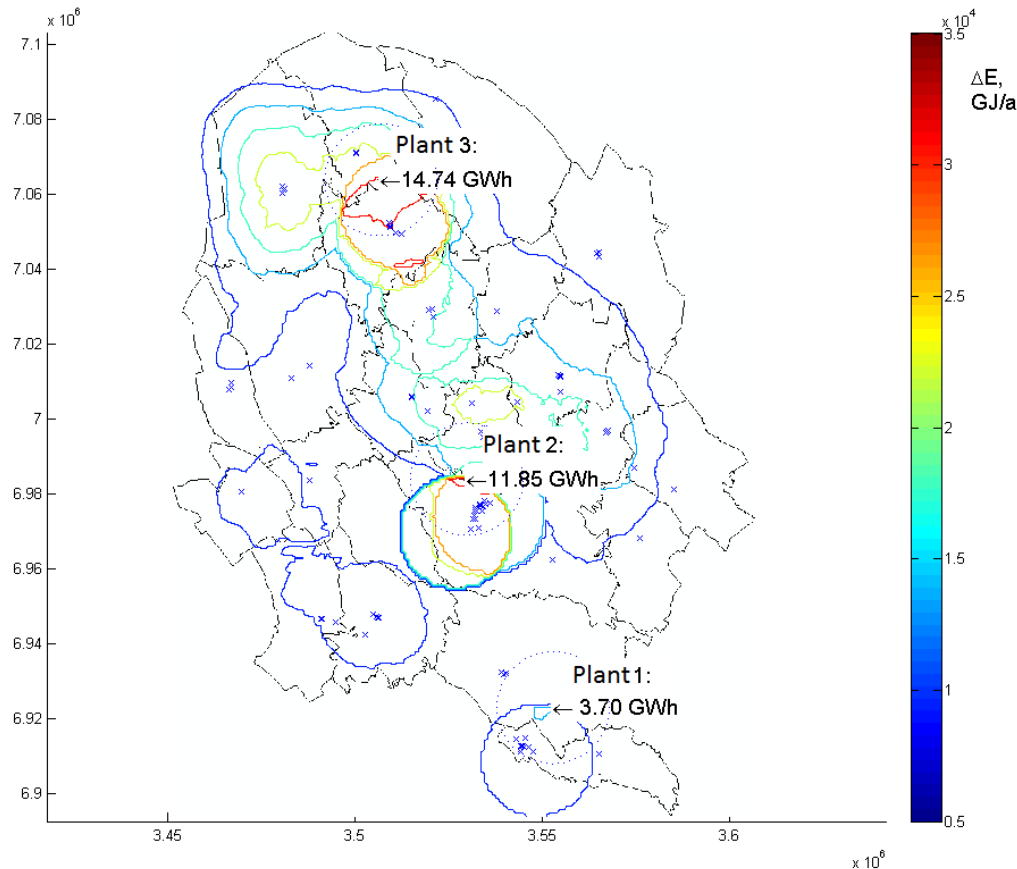 x 10^6
7.1
7.08
7.06
7.04
7.02
7
6.98
6.96
6.94
6.92
6.9
Plant 3:
←14.74 GWh
Plant 2:
←11.85 GWh
Plant 1:
← 3.70 GWh
3.45
3.5
3.55
3.6
x 10^6
x 10^4
3.5
3
2.5
2
1.5
1
0.5
ΔE,
GJ/a